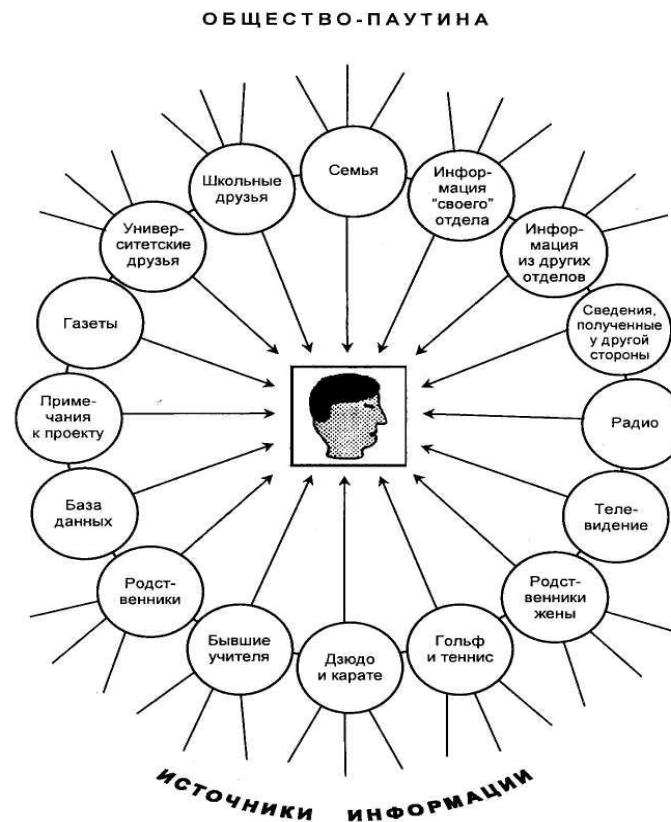 ОБЩЕСТВО-ПАУТИНА
Семья
Инфор-
мация
"своего"
отдела
Инфор-
мация
из других
отделов
Сведения,
полученные
у другой
стороны
Радио
Теле-
видение
Родст-
венники
жены
Гольф
и теннис
Дзюдо
и карате
Бывшие
учителя
Родст-
венники
База
данных
Приме-
чания
к проекту
Газеты
Универ-
ситетские
друзья
Школьные
друзья
ИСТОЧНИКИ ИНФОРМАЦИИ